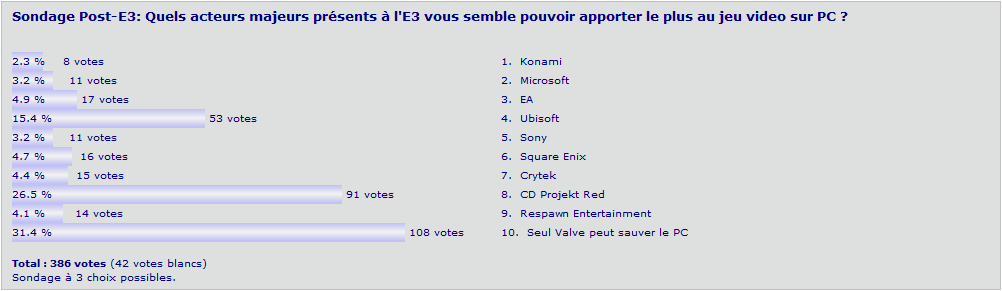 Sondage Post-E3: Quels acteurs majeurs présents à l'E3 vous semble pouvoir apporter le plus au jeu video sur PC ?
2.3 % 8 votes 1. Konami
3.2 % 11 votes 2. Microsoft
4.9 % 17 votes 3. EA
15.4 % 53 votes 4. Ubisoft
3.2 % 11 votes 5. Sony
4.7 % 16 votes 6. Square Enix
4.4 % 15 votes 7. Crytek
26.5 % 91 votes 8. CD Projekt Red
4.1 % 14 votes 9. Respawn Entertainment
31.4 % 108 votes 10. Seul Valve peut sauver le PC
Total : 386 votes (42 votes blancs)
Sondage à 3 choix possibles.